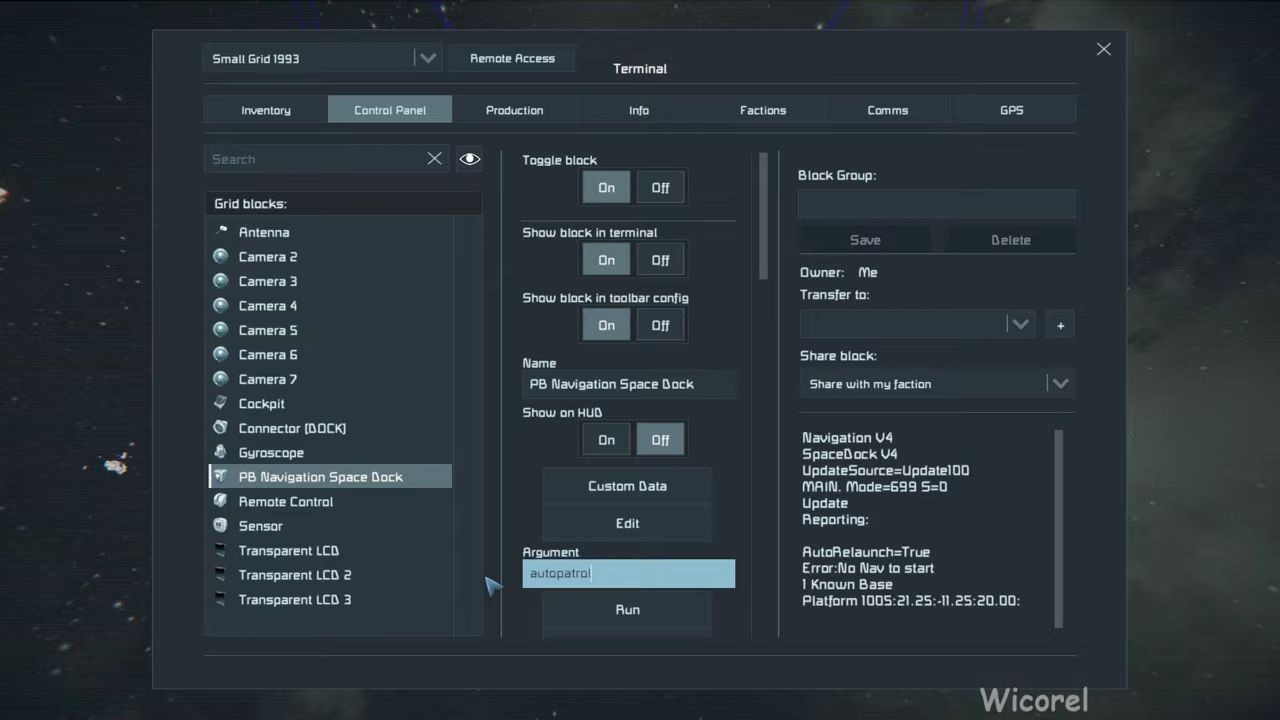 Small Grid 1993
Remote Access
Terminal
Inventory
Control Panel
Production
Info
Factions
Comms
GPS
Search
Grid blocks:
Antenna
Camera 2
Camera 3
Camera 4
Camera 5
Camera 6
Camera 7
Cockpit
Connector [DOCK]
Gyroscope
PB Navigation Space Dock
Remote Control
Sensor
Transparent LCD
Transparent LCD 2
Transparent LCD 3
Toggle block
On Off
Show block in terminal
On Off
Show block in toolbar config
On Off
Name
PB Navigation Space Dock
Show on HUD
On Off
Custom Data
Edit
Argument
autopatrol
Run
Block Group:
Save Delete
Owner: Me
Transfer to:
+
Share block:
Share with my faction
Navigation V4
SpaceDock V4
UpdateSource=Update100
MAIN. Mode=699 S=0
Update
Reporting:
AutoRelaunch=True
Error:No Nav to start
1 Known Base
Platform 1005:21.25:-11.25:20.00:
Wicorel